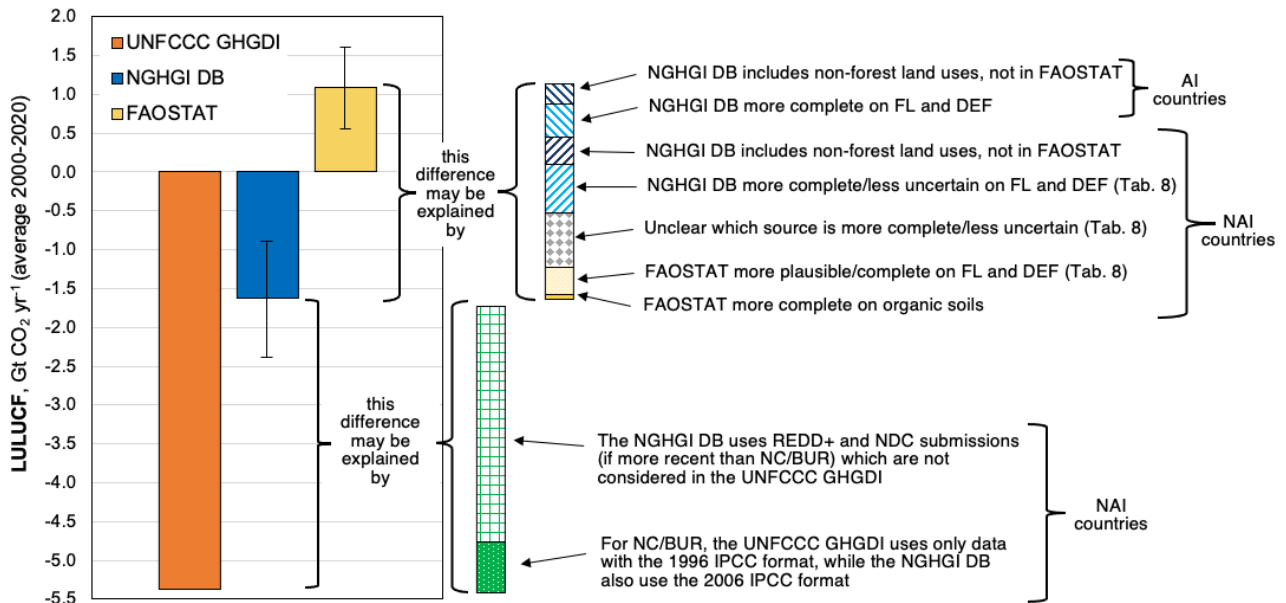 LULUCF, Gt CO₂ yr⁻¹ (average 2000-2020)
2.0
1.5
1.0
0.5
0.0
-0.5
-1.0
-1.5
-2.0
-2.5
-3.0
-3.5
-4.0
-4.5
-5.0
-5.5
UNFCCC GHGDI
NGHGI DB
FAOSTAT
this
difference
may be
explained
by
this
difference
may be
explained
by
NGHGI DB includes non-forest land uses, not in FAOSTAT
NGHGI DB more complete on FL and DEF
AI
countries
NGHGI DB includes non-forest land uses, not in FAOSTAT
NGHGI DB more complete/less uncertain on FL and DEF (Tab. 8)
Unclear which source is more complete/less uncertain (Tab. 8)
FAOSTAT more plausible/complete on FL and DEF (Tab. 8)
FAOSTAT more complete on organic soils
NAI
countries
The NGHGI DB uses REDD+ and NDC submissions
(if more recent than NC/BUR) which are not
considered in the UNFCCC GHGDI
For NC/BUR, the UNFCCC GHGDI uses only data
with the 1996 IPCC format, while the NGHGI DB
also use the 2006 IPCC format
NAI
countries